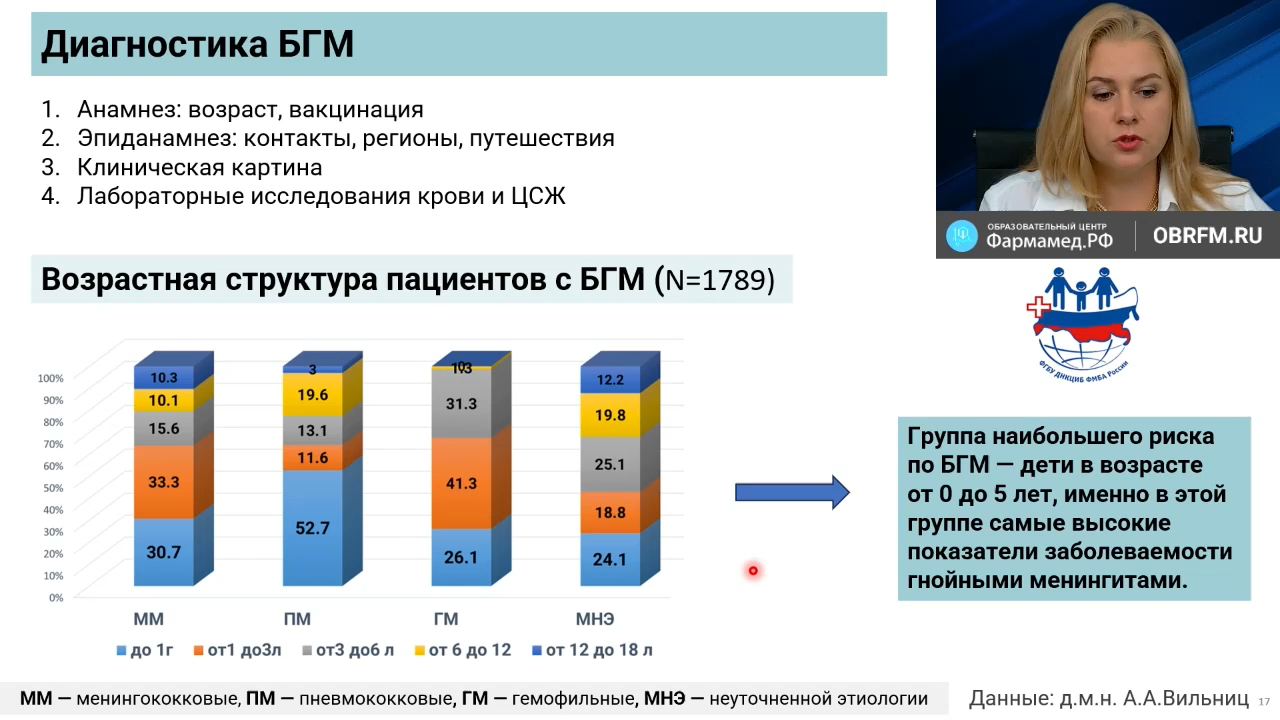 Диагностика БГМ
1. Анамнез: возраст, вакцинация
2. Эпиданамнез: контакты, регионы, путешествия
3. Клиническая картина
4. Лабораторные исследования крови и ЦСЖ
ОБРАЗОВАТЕЛЬНЫЙ ЦЕНТР
Фармамед.РФ
OBRFM.RU
Возрастная структура пациентов с БГМ (N=1789)
ФГБУ ДНКЦИБ ФМБА России
100%
90%
80%
70%
60%
50%
40%
30%
20%
10%
0%
10.3
10.1
15.6
33.3
30.7
3
19.6
13.1
11.6
52.7
31.3
41.3
26.1
12.2
19.8
25.1
18.8
24.1
ММ ПМ ГМ МНЭ
до 1г от1 до3л от3 до6 л от 6 до 12 от 12 до 18 л
Группа наибольшего риска
по БГМ — дети в возрасте
от 0 до 5 лет, именно в этой
группе самые высокие
показатели заболеваемости
гнойными менингитами.
ММ — менингококковые, ПМ — пневмококковые, ГМ — гемофильные, МНЭ — неуточненной этиологии
Данные: д.м.н. А.А.Вильниц 17